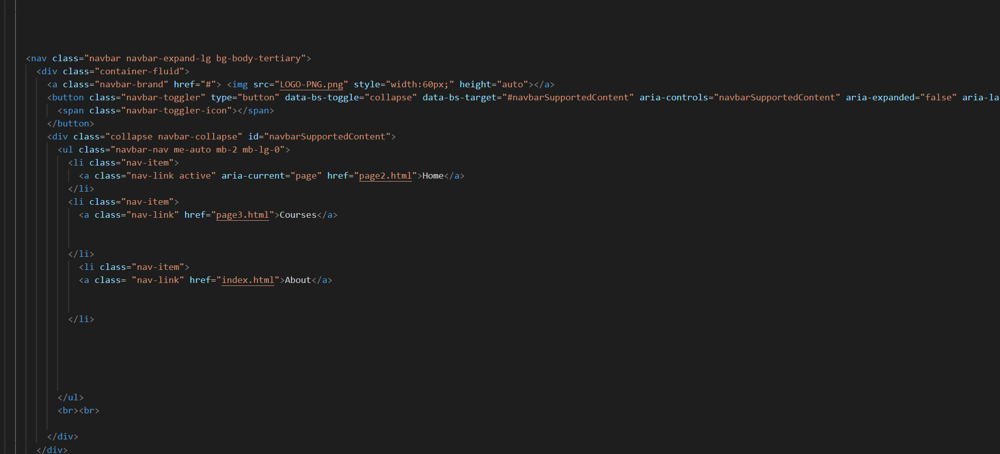 <nav class="navbar navbar-expand-lg bg-body-tertiary">
<div class="container-fluid">
<a class="navbar-brand" href="#"> <img src="LOGO-PNG.png" style="width:60px;" height="auto"></a>
<button class="navbar-toggler" type="button" data-bs-toggle="collapse" data-bs-target="#navbarSupportedContent" aria-controls="navbarSupportedContent" aria-expanded="false" aria-la
<span class="navbar-toggler-icon"></span>
</button>
<div class="collapse navbar-collapse" id="navbarSupportedContent">
<ul class="navbar-nav me-auto mb-2 mb-lg-0">
<li class="nav-item">
<a class="nav-link active" aria-current="page" href="page2.html">Home</a>
</li>
<li class="nav-item">
<a class="nav-link" href="page3.html">Courses</a>
</li>
<li class="nav-item">
<a class= "nav-link" href="index.html">About</a>
</li>
</ul>
<br><br>
</div>
</div>